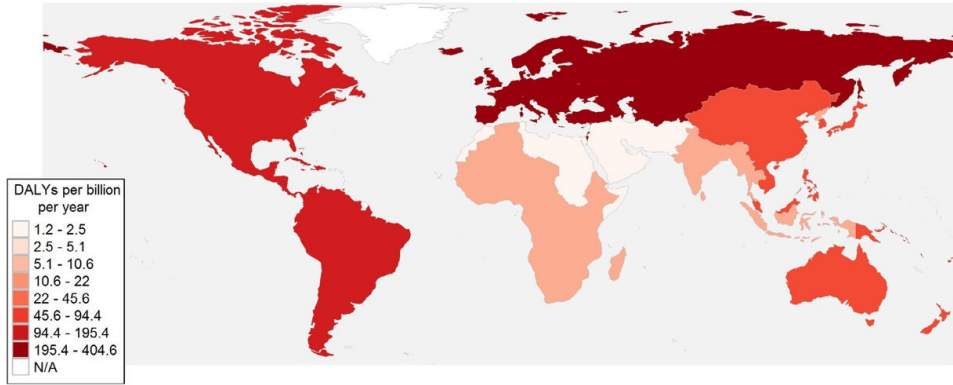 DALYs per billion
per year
1.2 - 2.5
2.5 - 5.1
5.1 - 10.6
10.6 - 22
22 - 45.6
45.6 - 94.4
94.4 - 195.4
195.4 - 404.6
N/A